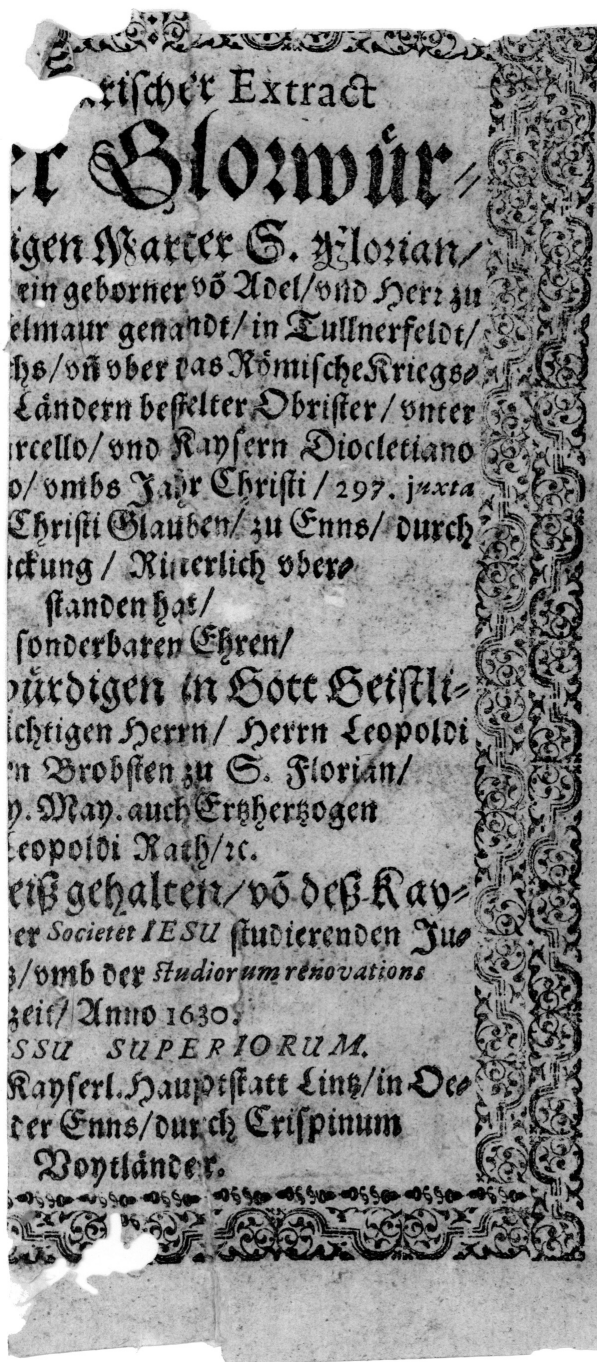 rischer Extract
er Glorwür-
igen Marter S. Florian/
ein geborner võ Adel/vnd Herr zu
elmaur genandt/in Tullnerfeldt/
chs/vñ vber das Römische Kriegs-
Ländern bestelter Obrister/vnter
rcello/vnd Kaysern Diocletiano
o/vmbs Jahr Christi/297. juxta
Christi Glauben/zu Enns/durch
ckung/Ritterlich vber-
standen hat/
sonderbaren Ehren/
würdigen in Gott Geistli-
chtigen Herrn/Herrn Leopoldi
n Brobsten zu S. Florian/
y. May. auch Ertzhertzogen
Leopoldi Rath/ꝛc.
eiß gehalten/võ deß Kay-
er Societet IESU studierenden Ju-
z/vmb der studiorum renovations
zeit/Anno 1630.
SSU SUPERIORUM.
Kayserl. Hauptstatt Lintz/in Oe-
der Enns/durch Crispinum
Voytländer.